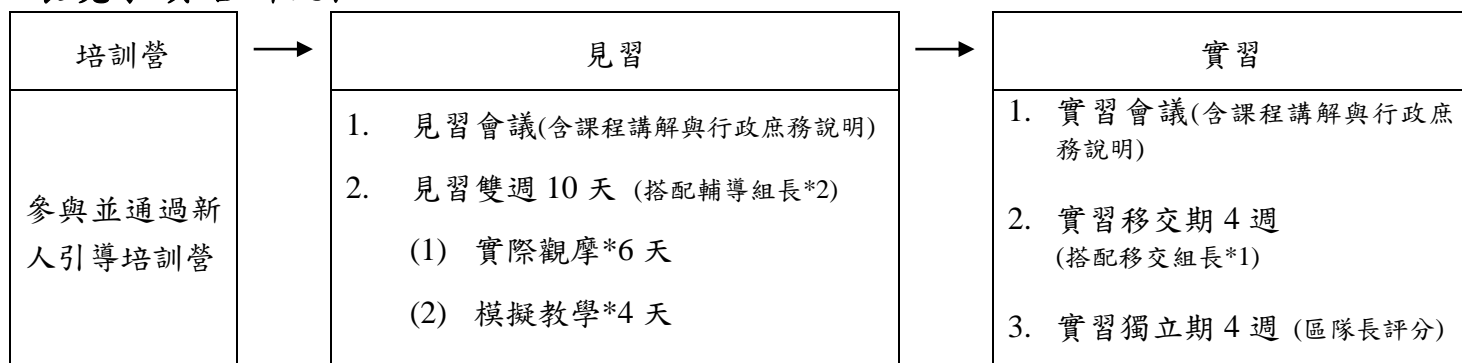 培訓營
參與並通過新
人引導培訓營
見習
1. 見習會議(含課程講解與行政庶務說明)
2. 見習雙週 10 天 (搭配輔導組長*2)
(1) 實際觀摩*6 天
(2) 模擬教學*4 天
實習
1. 實習會議(含課程講解與行政庶
務說明)
2. 實習移交期 4 週
(搭配移交組長*1)
3. 實習獨立期 4 週 (區隊長評分)